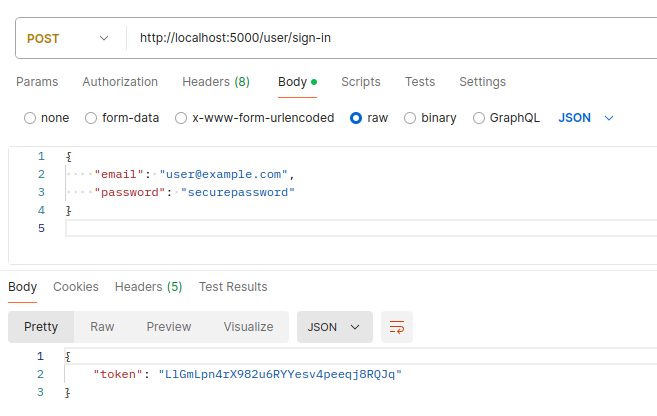 POST http://localhost:5000/user/sign-in
Params Authorization Headers (8) Body Scripts Tests Settings
none form-data x-www-form-urlencoded raw binary GraphQL JSON
1 {
2 "email": "user@example.com",
3 "password": "securepassword"
4 }
5
Body Cookies Headers (5) Test Results
Pretty Raw Preview Visualize JSON
1 {
2 "token": "LlGmLpn4rX982u6RYYesv4peeqj8RQJq"
3 }